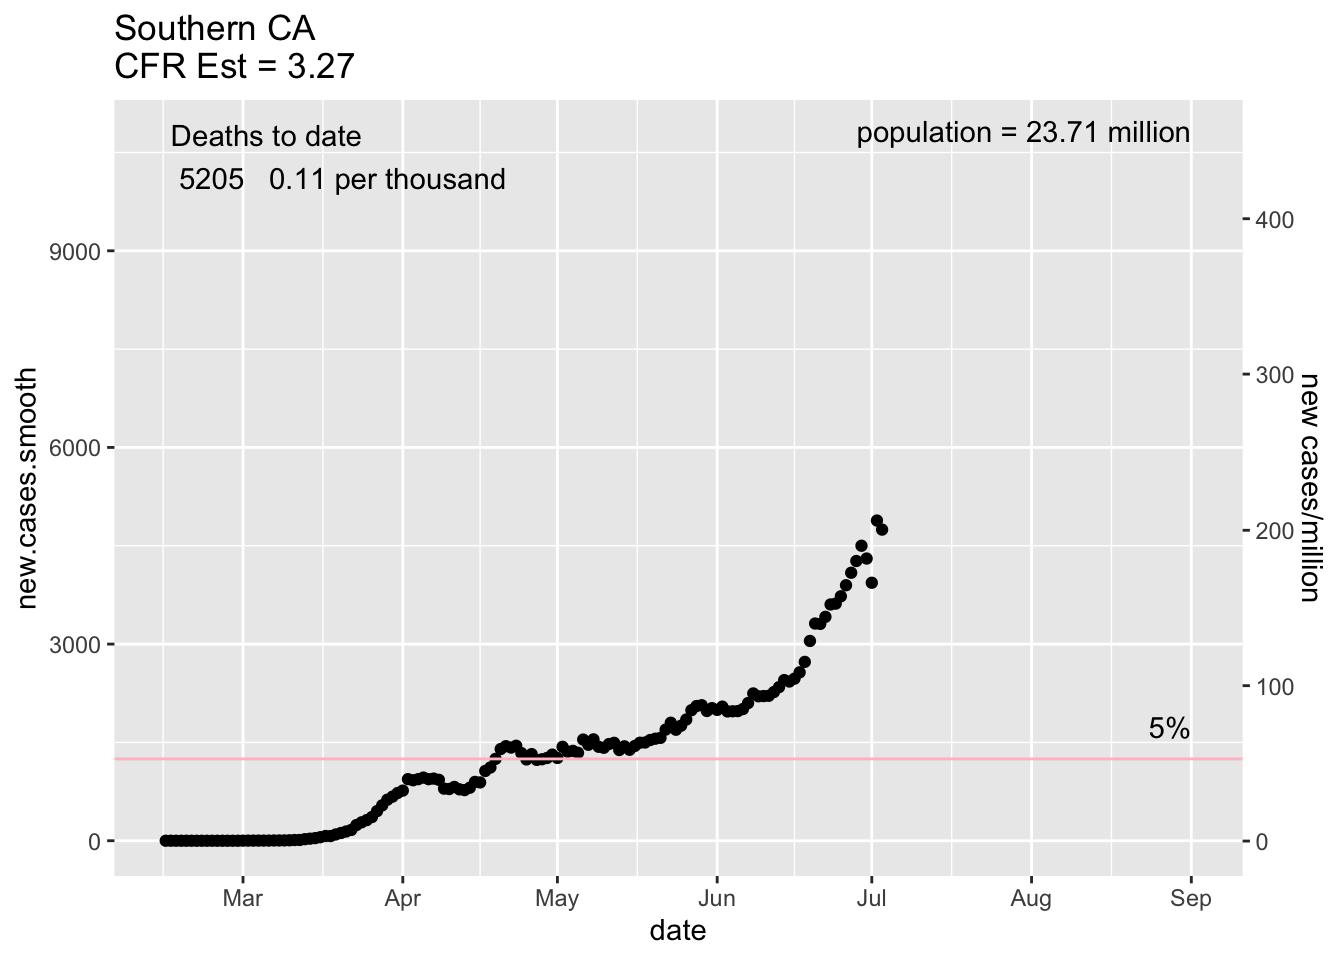 Southern CA
CFR Est = 3.27
Deaths to date
5205 0.11 per thousand
population = 23.71 million
9000
6000
3000
0
new.cases.smooth
400
300
200
100
0
new cases/million
5%
Mar Apr May Jun Jul Aug Sep
date